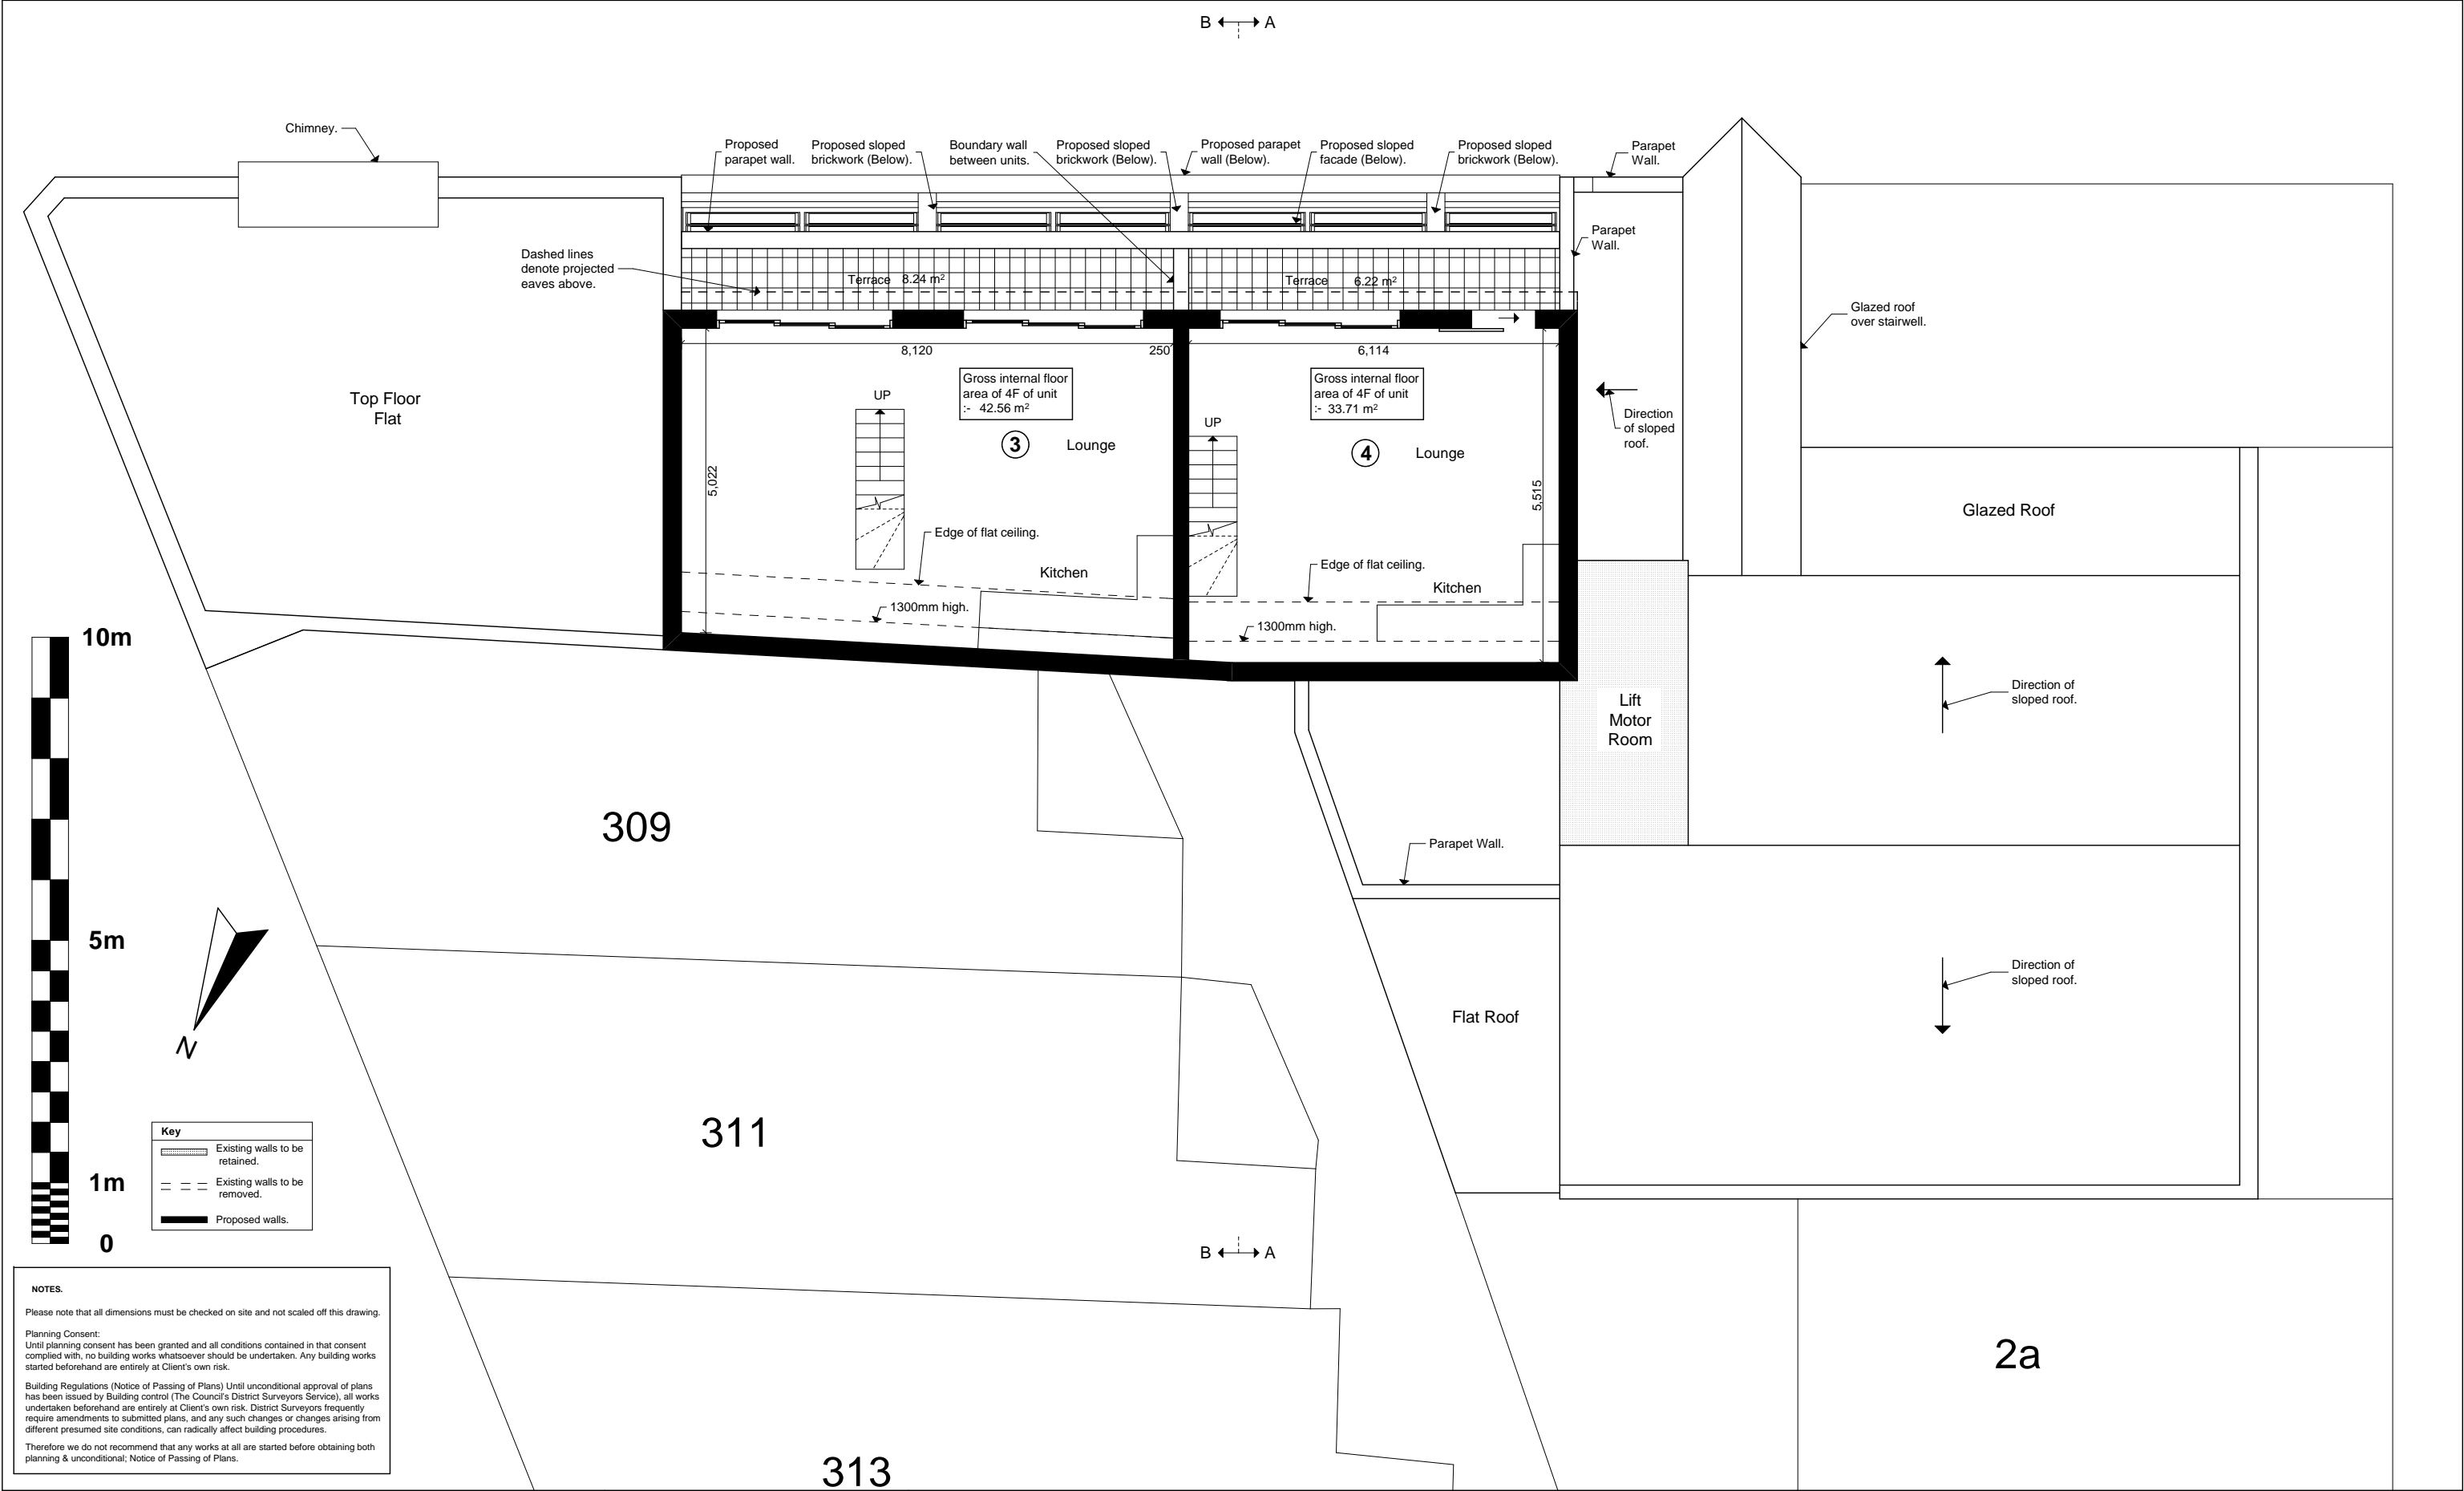 B A
Chimney.
Proposed
parapet wall.
Proposed sloped
brickwork (Below).
Boundary wall
between units.
Proposed sloped
brickwork (Below).
Proposed parapet
wall (Below).
Proposed sloped
facade (Below).
Proposed sloped
brickwork (Below).
Parapet
Wall.
Parapet
Wall.
Dashed lines
denote projected
eaves above.
Terrace 8.24 m²
Terrace 6.22 m²
Glazed roof
over stairwell.
8,120
250
6,114
Gross internal floor
area of 4F of unit
:- 42.56 m²
Gross internal floor
area of 4F of unit
:- 33.71 m²
Top Floor
Flat
UP
3
Lounge
UP
4
Lounge
Direction
of sloped
roof.
5,022
5,515
Glazed Roof
Edge of flat ceiling.
Kitchen
Edge of flat ceiling.
Kitchen
1300mm high.
1300mm high.
10m
5m
1m
0
Lift
Motor
Room
Direction of
sloped roof.
309
Parapet Wall.
Direction of
sloped roof.
Flat Roof
N
311
Key
Existing walls to be
retained.
Existing walls to be
removed.
Proposed walls.
B A
2a
313
NOTES.
Please note that all dimensions must be checked on site and not scaled off this drawing.
Planning Consent:
Until planning consent has been granted and all conditions contained in that consent
complied with, no building works whatsoever should be undertaken. Any building works
started beforehand are entirely at Client's own risk.
Building Regulations (Notice of Passing of Plans) Until unconditional approval of plans
has been issued by Building control (The Council's District Surveyors Service), all works
undertaken beforehand are entirely at Client's own risk. District Surveyors frequently
require amendments to submitted plans, and any such changes or changes arising from
different presumed site conditions, can radically affect building procedures.
Therefore we do not recommend that any works at all are started before obtaining both
planning & unconditional; Notice of Passing of Plans.